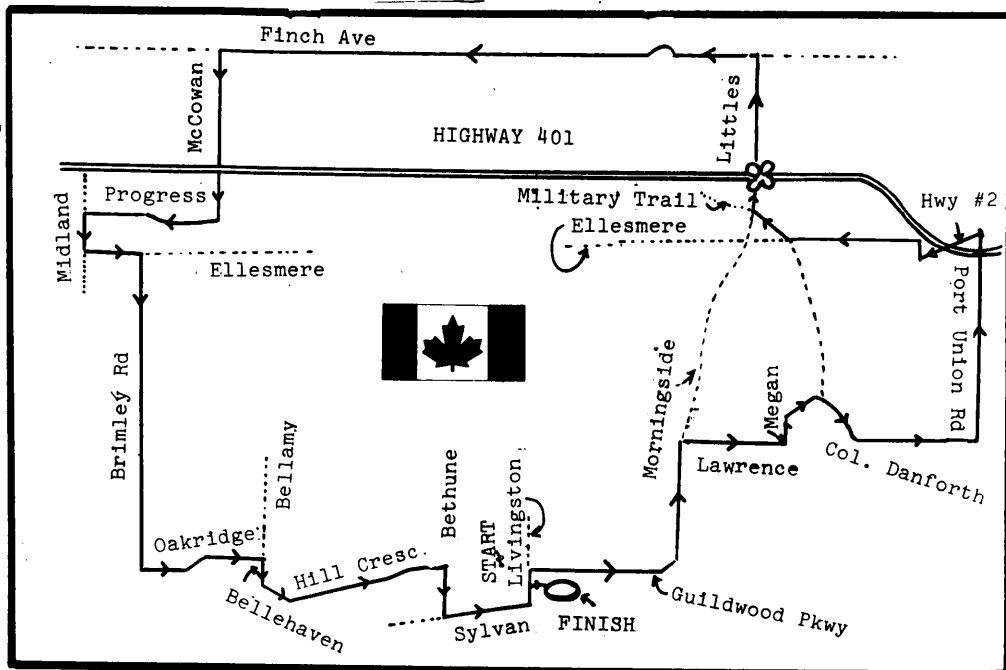 Finch Ave
McCowan
Littles
HIGHWAY 401
Progress
Military Trail
Hwy #2
Midland
Ellesmere
Ellesmere
Port Union Rd
Brimley Rd
Morningside
Megan
Lawrence
Col. Danforth
Bellamy
Bethune
START
Livingston
Oakridge
Hill Cresc.
Bellehaven
Guildwood Pkwy
Sylvan
FINISH